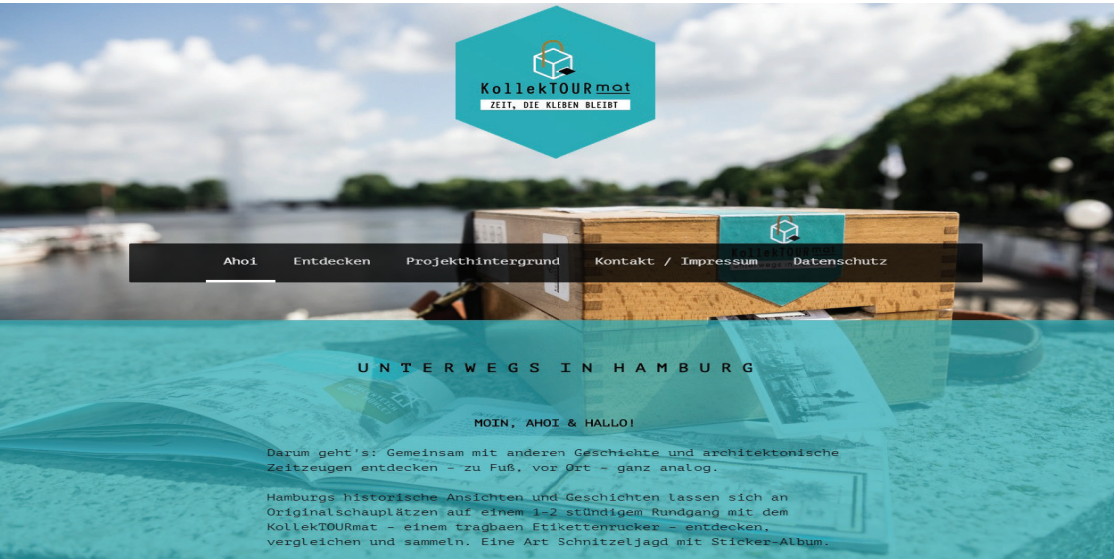 KollekTOURmat
ZEIT, DIE KLEBEN BLEIBT
Ahoi Entdecken Projekthintergrund Kontakt / Impressum Datenschutz
UNTERWEGS IN HAMBURG
MOIN, AHOI & HALLO!
Darum geht's: Gemeinsam mit anderen Geschichte und architektonische
Zeitzeugen entdecken – zu Fuß, vor Ort – ganz analog.
Hamburgs historische Ansichten und Geschichten lassen sich an
Originalschauplätzen auf einem 1-2 stündigem Rundgang mit dem
KollekTOURmat – einem tragbaen Etikettenrucker – entdecken,
vergleichen und sammeln. Eine Art Schnitzeljagd mit Sticker-Album.